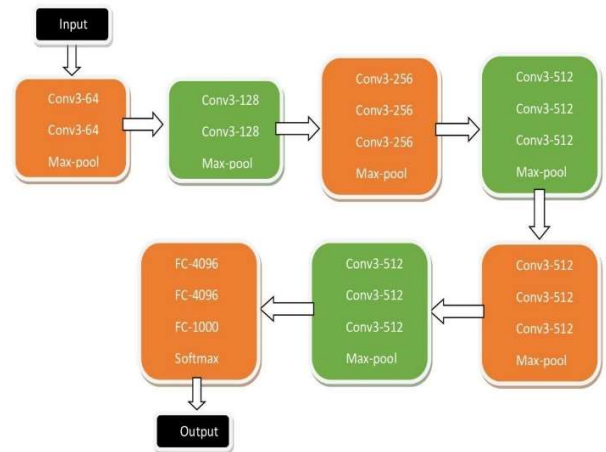 Input
Conv3-64
Conv3-64
Max-pool
Conv3-128
Conv3-128
Max-pool
Conv3-256
Conv3-256
Conv3-256
Max-pool
Conv3-512
Conv3-512
Conv3-512
Max-pool
Conv3-512
Conv3-512
Conv3-512
Max-pool
Conv3-512
Conv3-512
Conv3-512
Max-pool
FC-4096
FC-4096
FC-1000
Softmax
Output